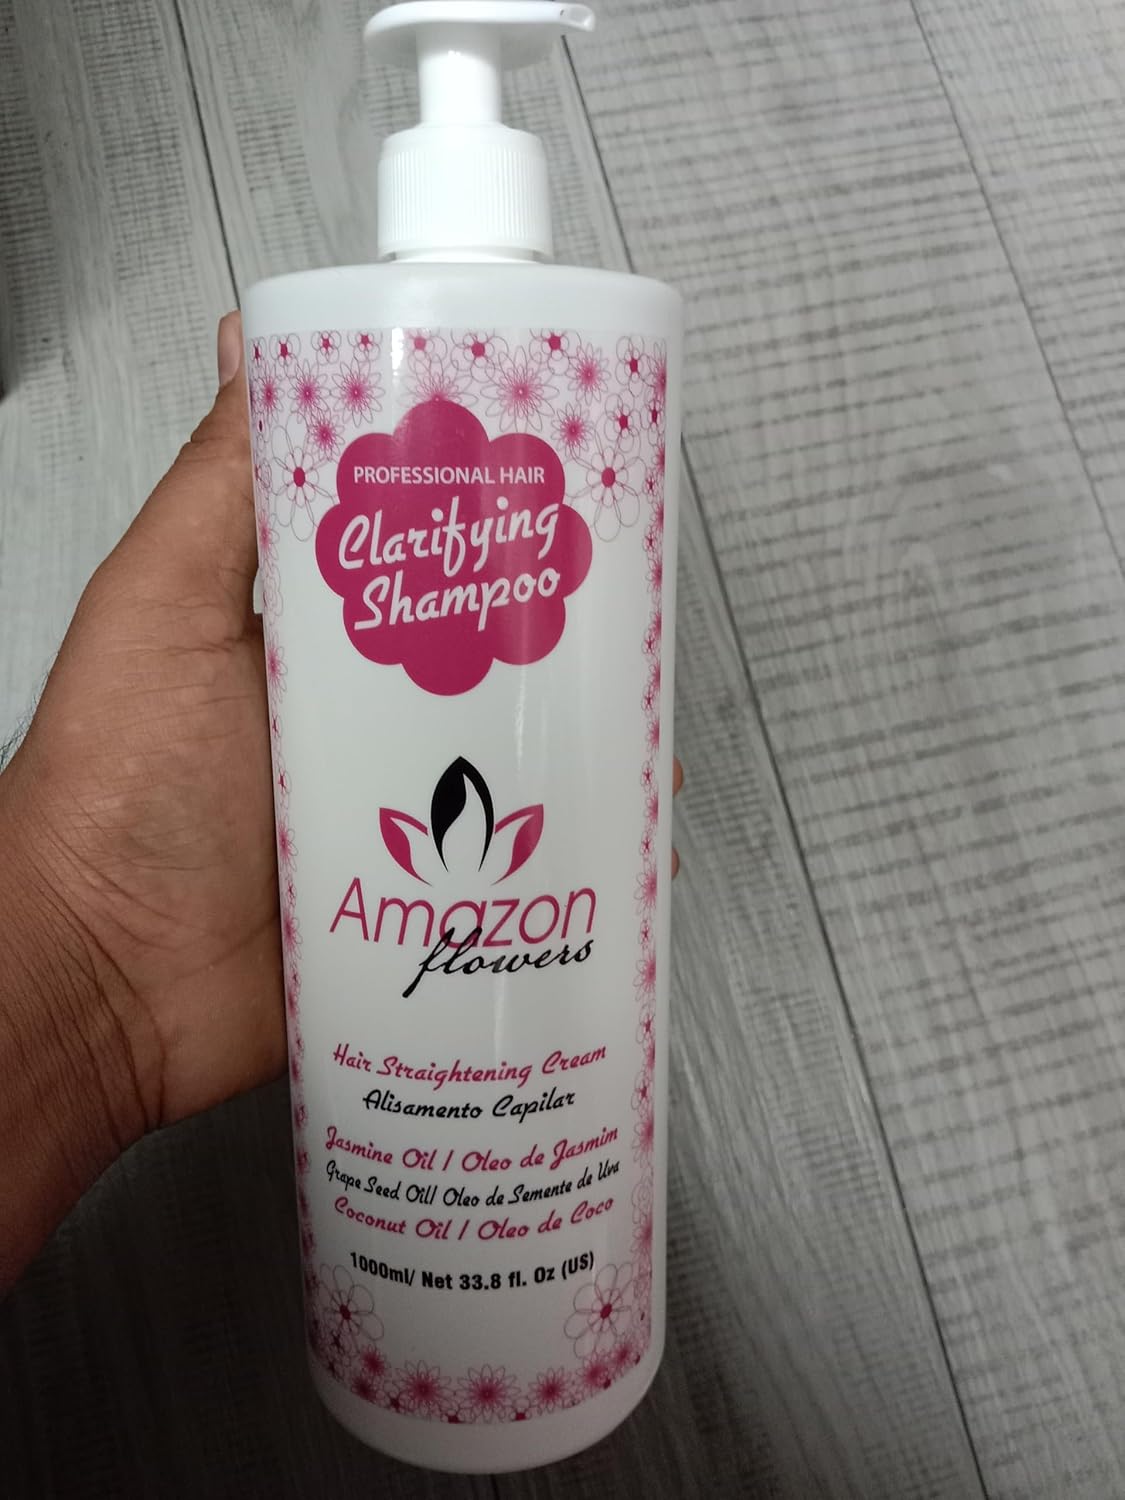 PROFESSIONAL HAIR
Clarifying
Shampoo
Amazon
flowers
Hair Straightening Cream
Alisamento Capilar
Jasmine Oil / Oleo de Jasmim
Grape Seed Oil/ Oleo de Semente de Uva
Coconut Oil / Oleo de Coco
1000ml/ Net 33.8 fl. Oz (US)